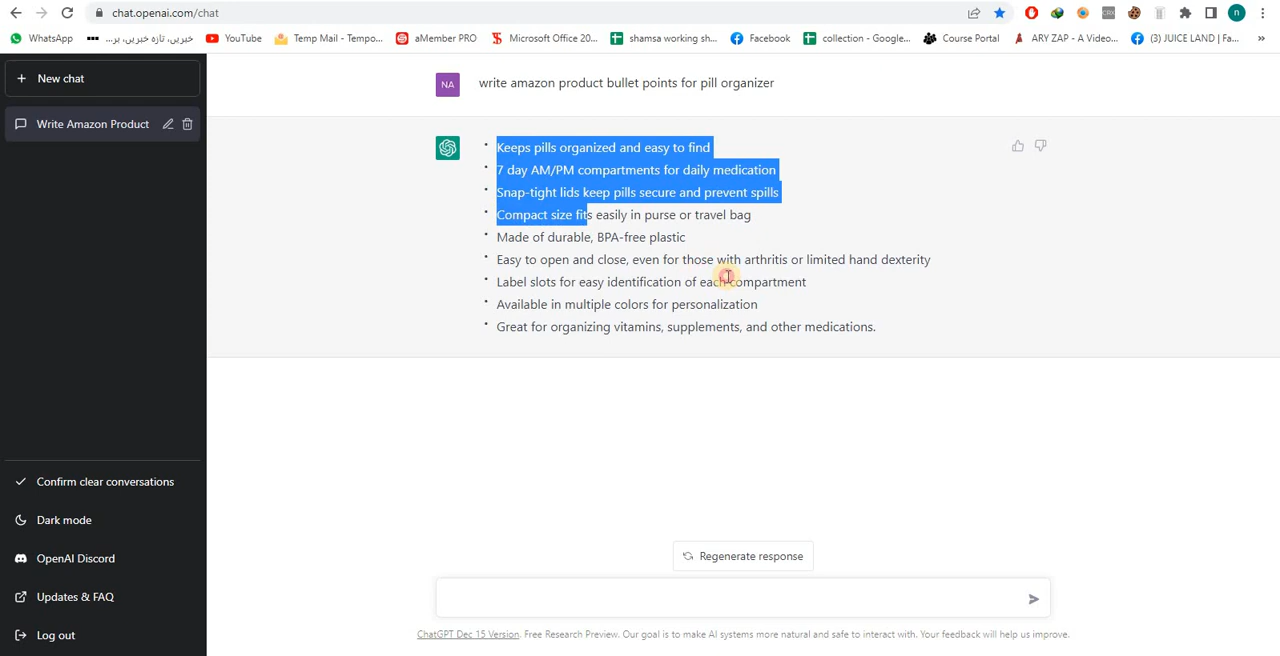 chat.openai.com/chat
n
WhatsApp
خبریں، تازہ خبریں، بر...
YouTube
Temp Mail - Tempo...
aMember PRO
Microsoft Office 20...
shamsa working sh...
Facebook
collection - Google...
Course Portal
ARY ZAP - A Video...
(3) JUICE LAND | Fa...
»
+ New chat
Write Amazon Product
NA
write amazon product bullet points for pill organizer
• Keeps pills organized and easy to find
• 7 day AM/PM compartments for daily medication
• Snap-tight lids keep pills secure and prevent spills
• Compact size fits easily in purse or travel bag
• Made of durable, BPA-free plastic
• Easy to open and close, even for those with arthritis or limited hand dexterity
• Label slots for easy identification of each compartment
• Available in multiple colors for personalization
• Great for organizing vitamins, supplements, and other medications.
Confirm clear conversations
Dark mode
OpenAI Discord
Updates & FAQ
Log out
Regenerate response
ChatGPT Dec 15 Version. Free Research Preview. Our goal is to make AI systems more natural and safe to interact with. Your feedback will help us improve.